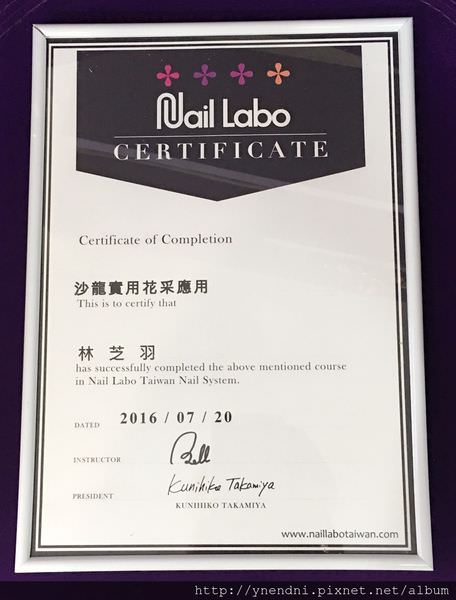 Nail Labo
CERTIFICATE
Certificate of Completion
沙龍實用花采應用
This is to certify that
林芝羽
has successfully completed the above mentioned course
in Nail Labo Taiwan Nail System.
DATED 2016 / 07 / 20
INSTRUCTOR Bell
PRESIDENT Kunihiko Takamiya
KUNIHIKO TAKAMIYA
www.naillabotaiwan.com
http://ynendni.pixnet.net/album